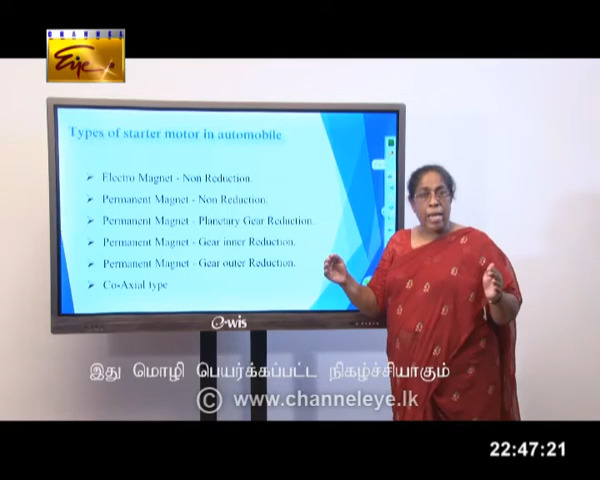 CHANNEL
Eye
Types of starter motor in automobile
➢ Electro Magnet - Non Reduction.
➢ Permanent Magnet - Non Reduction.
➢ Permanent Magnet - Planetary Gear Reduction.
➢ Permanent Magnet - Gear inner Reduction.
➢ Permanent Magnet - Gear outer Reduction.
➢ Co-Axial type
e-wis
இது மொழி பெயர்க்கப்பட்ட நிகழ்ச்சியாகும்
© www.channeleye.lk
22:47:21